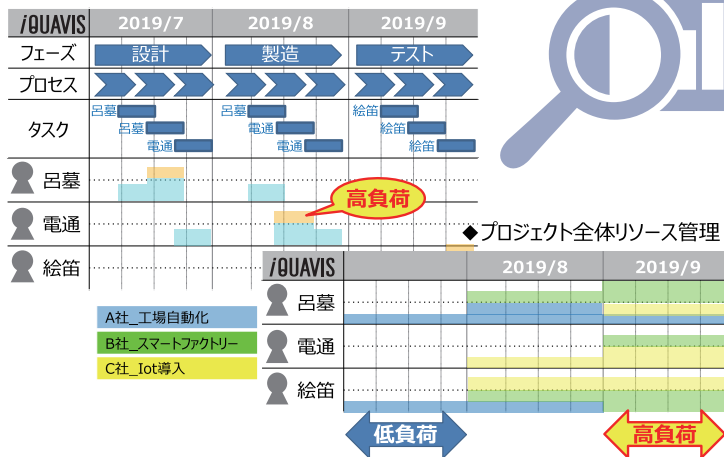 iQUAVIS 2019/7 2019/8 2019/9
フェーズ 設計 製造 テスト
プロセス
タスク
呂墓 呂墓 絵笛
呂墓 電通 絵笛
電通 電通 絵笛
呂墓
高負荷
電通
絵笛
◆プロジェクト全体リソース管理
iQUAVIS 2019/8 2019/9
呂墓
電通
絵笛
A社_工場自動化
B社_スマートファクトリー
C社_Iot導入
低負荷 高負荷